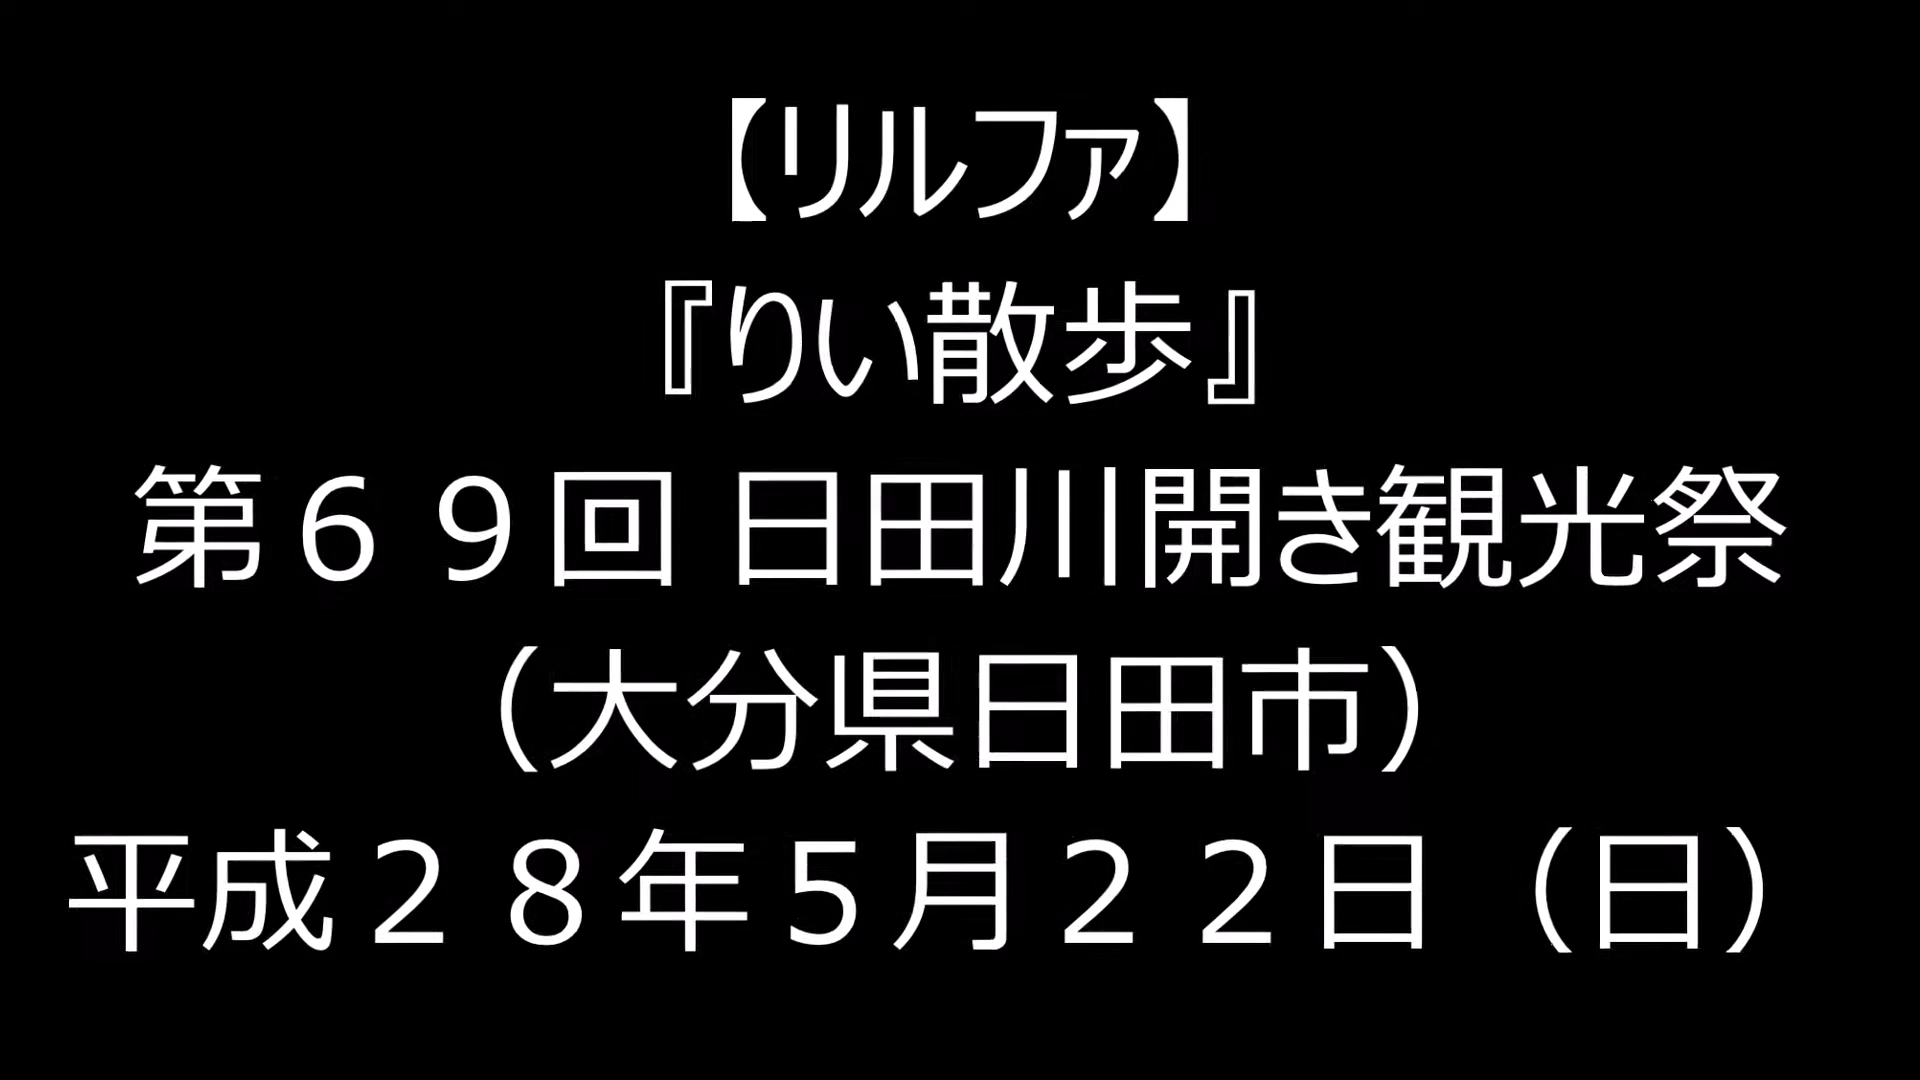 【リルファ】
『りい散歩』
第６９回 日田川開き観光祭
（大分県日田市）
平成２８年５月２２日（日）